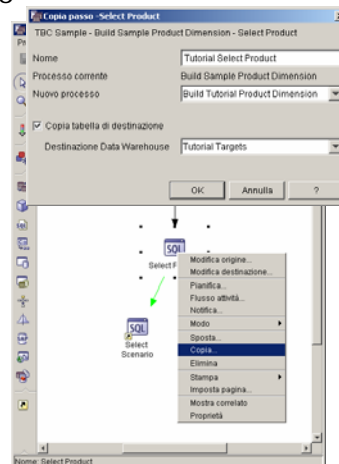 Copia passo -Select Product
TBC Sample - Build Sample Product Dimension - Select Product
Nome Tutorial Select Product
Processo corrente Build Sample Product Dimension
Nuovo processo Build Tutorial Product Dimension
Copia tabella di destinazione
Destinazione Data Warehouse Tutorial Targets
OK Annulla ?
SQL
Modifica origine...
Modifica destinazione...
Pianifica...
Flusso attività...
Notifica...
Modo
Sposta...
Copia...
Elimina
Stampa
Imposta pagina...
Mostra correlato
Proprietà
SQL
Select
Scenario
Nome: Select Product